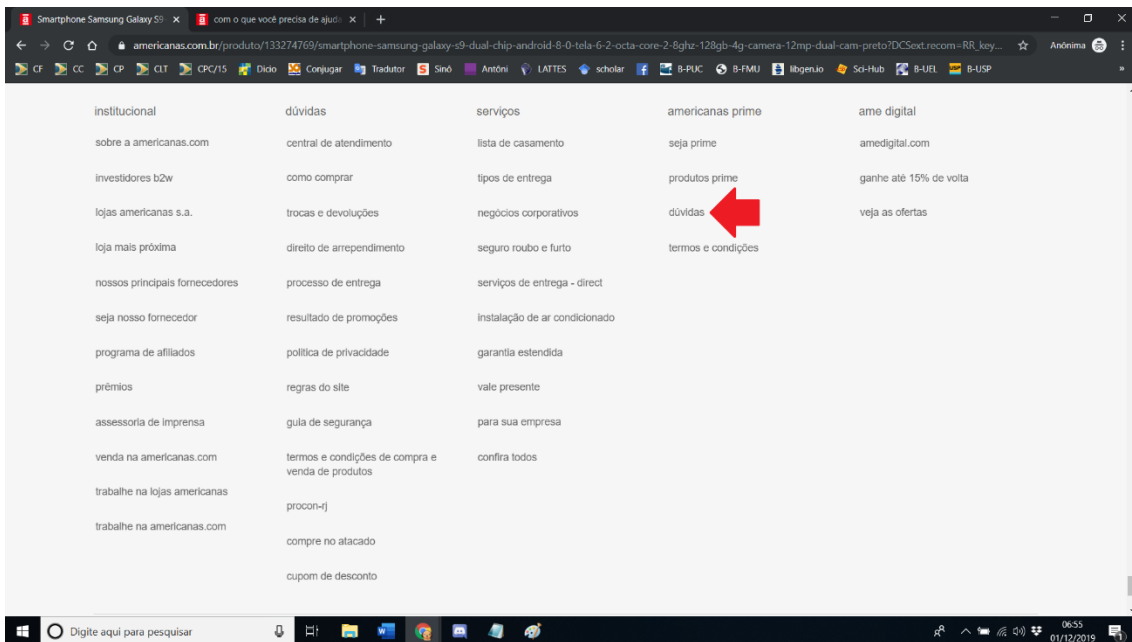 Smartphone Samsung Galaxy S9
com o que você precisa de ajuda
americanas.com.br/produto/133274769/smartphone-samsung-galaxy-s9-dual-chip-android-8-0-tela-6-2-octa-core-2-8ghz-128gb-4g-camera-12mp-dual-cam-preto?DCSext.recom=RR_key...
Anônima
CF CC CP CLT CPC/15 Dicio Conjugar Tradutor Sinô Antôni LATTES scholar B-PUC B-FMU libgen.io Sci-Hub B-UEL B-USP »
institucional
sobre a americanas.com
investidores b2w
lojas americanas s.a.
loja mais próxima
nossos principais fornecedores
seja nosso fornecedor
programa de afiliados
prêmios
assessoria de imprensa
venda na americanas.com
trabalhe na lojas americanas
trabalhe na americanas.com
dúvidas
central de atendimento
como comprar
trocas e devoluções
direito de arrependimento
processo de entrega
resultado de promoções
politica de privacidade
regras do site
guia de segurança
termos e condições de compra e
venda de produtos
procon-rj
compre no atacado
cupom de desconto
serviços
lista de casamento
tipos de entrega
negócios corporativos
seguro roubo e furto
serviços de entrega - direct
instalação de ar condicionado
garantia estendida
vale presente
para sua empresa
confira todos
americanas prime
seja prime
produtos prime
dúvidas
termos e condições
ame digital
amedigital.com
ganhe até 15% de volta
veja as ofertas
Digite aqui para pesquisar
06:55
01/12/2019